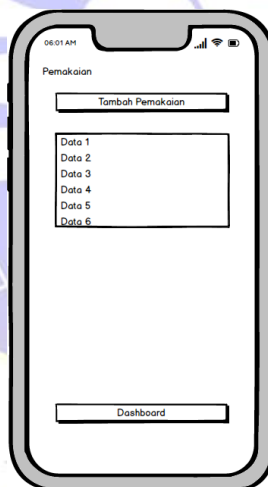 06:01 AM
Pemakaian
Tambah Pemakaian
Data 1
Data 2
Data 3
Data 4
Data 5
Data 6
Dashboard